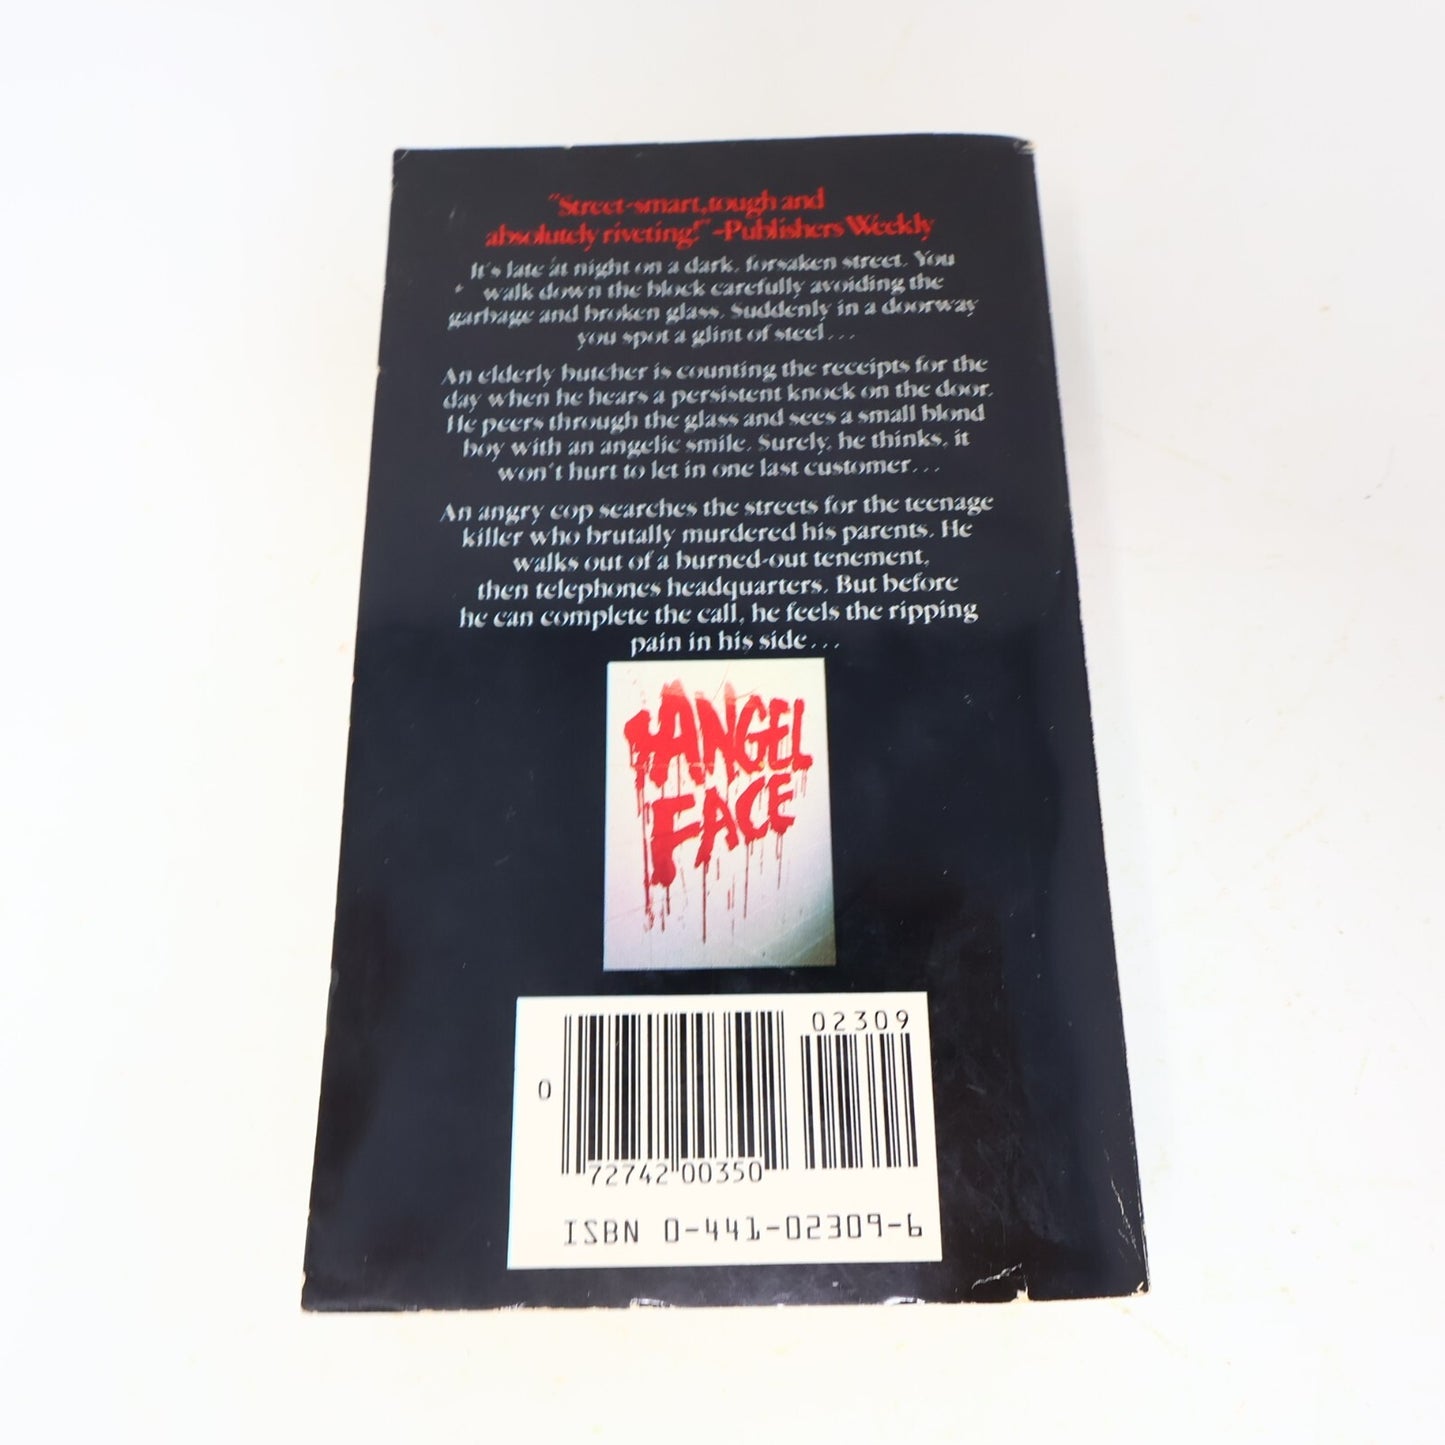 "Street-smart, tough and
absolutely riveting!" -Publishers Weekly
It's late at night on a dark, forsaken street. You
walk down the block carefully avoiding the
garbage and broken glass. Suddenly in a doorway
you spot a glint of steel...
An elderly butcher is counting the receipts for the
day when he hears a persistent knock on the door.
He peers through the glass and sees a small blond
boy with an angelic smile. Surely, he thinks, it
won't hurt to let in one last customer...
An angry cop searches the streets for the teenage
killer who brutally murdered his parents. He
walks out of a burned-out tenement,
then telephones headquarters. But before
he can complete the call, he feels the ripping
pain in his side...
ANGEL
FACE
02309
0
72742 00350
ISBN 0-441-02309-6